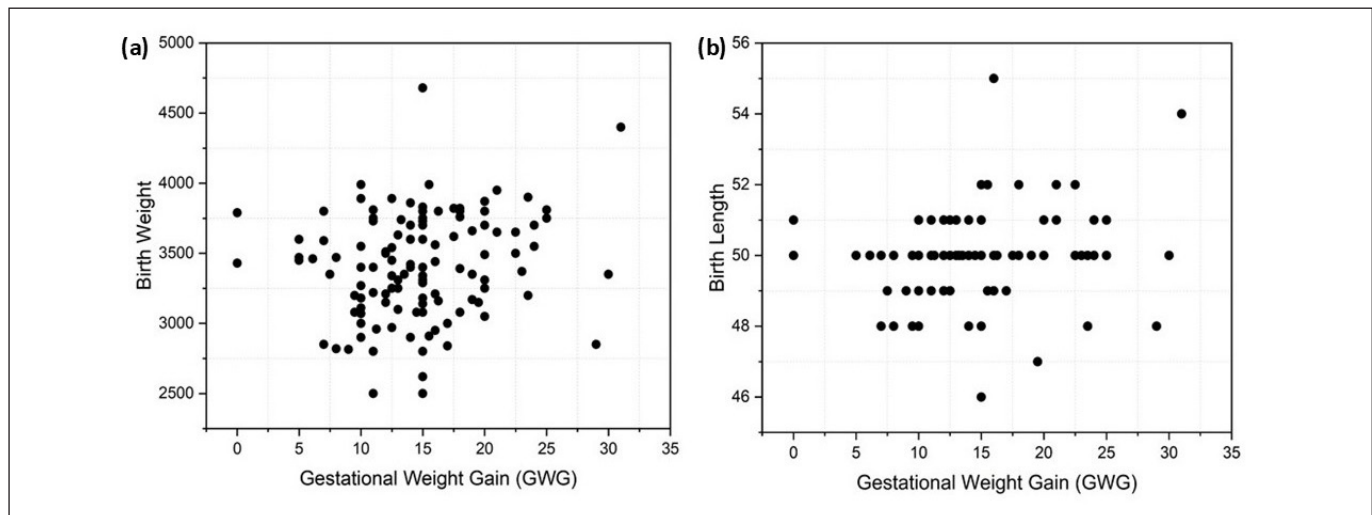 (a)
5000
4500
4000
3500
3000
2500
Birth Weight
0 5 10 15 20 25 30 35
Gestational Weight Gain (GWG)
(b)
56
54
52
50
48
46
Birth Length
0 5 10 15 20 25 30 35
Gestational Weight Gain (GWG)